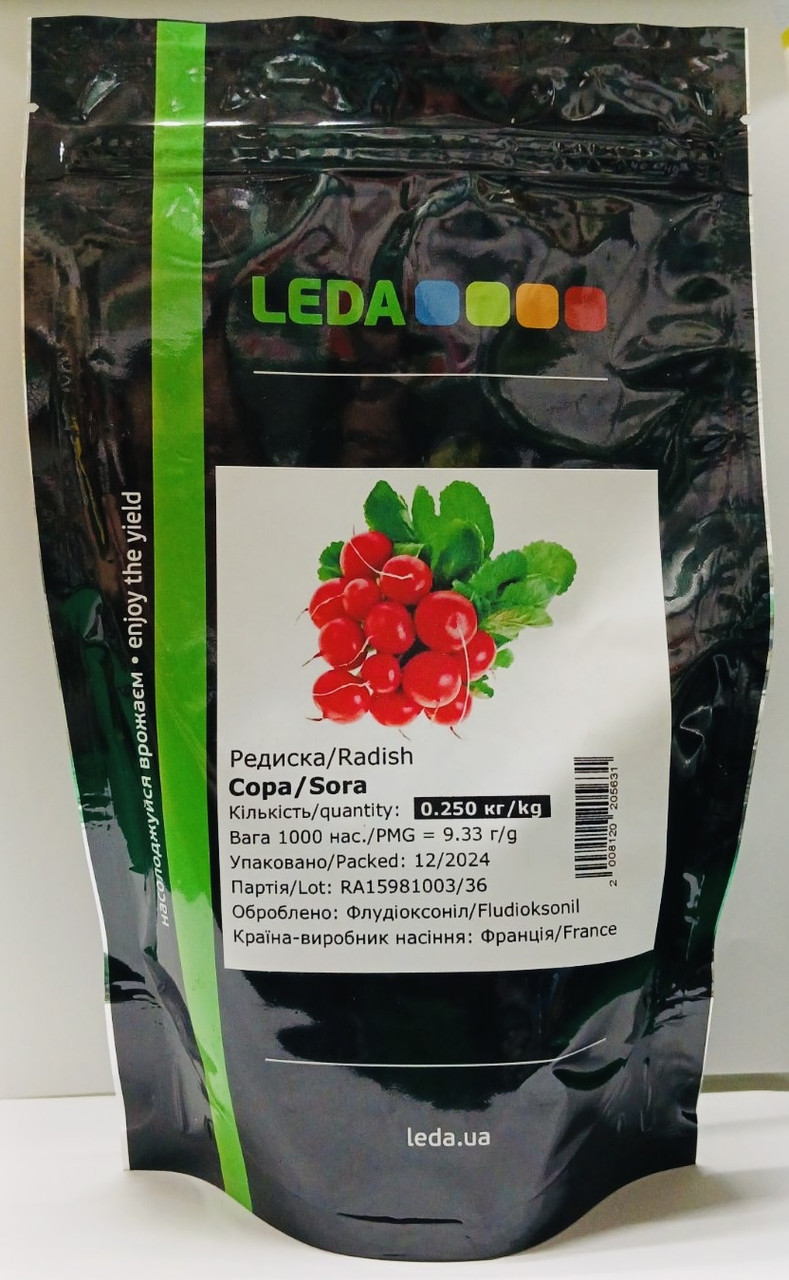 LEDA
насолоджуйся врожаєм • enjoy the yield
Редиска/Radish
Сора/Sora
Кількість/quantity: 0.250 кг/kg
Вага 1000 нас./PMG = 9.33 г/g
Упаковано/Packed: 12/2024
Партія/Lot: RA15981003/36
Оброблено: Флудіоксоніл/Fludioksonil
Країна-виробник насіння: Франція/France
2 008120 205631
leda.ua